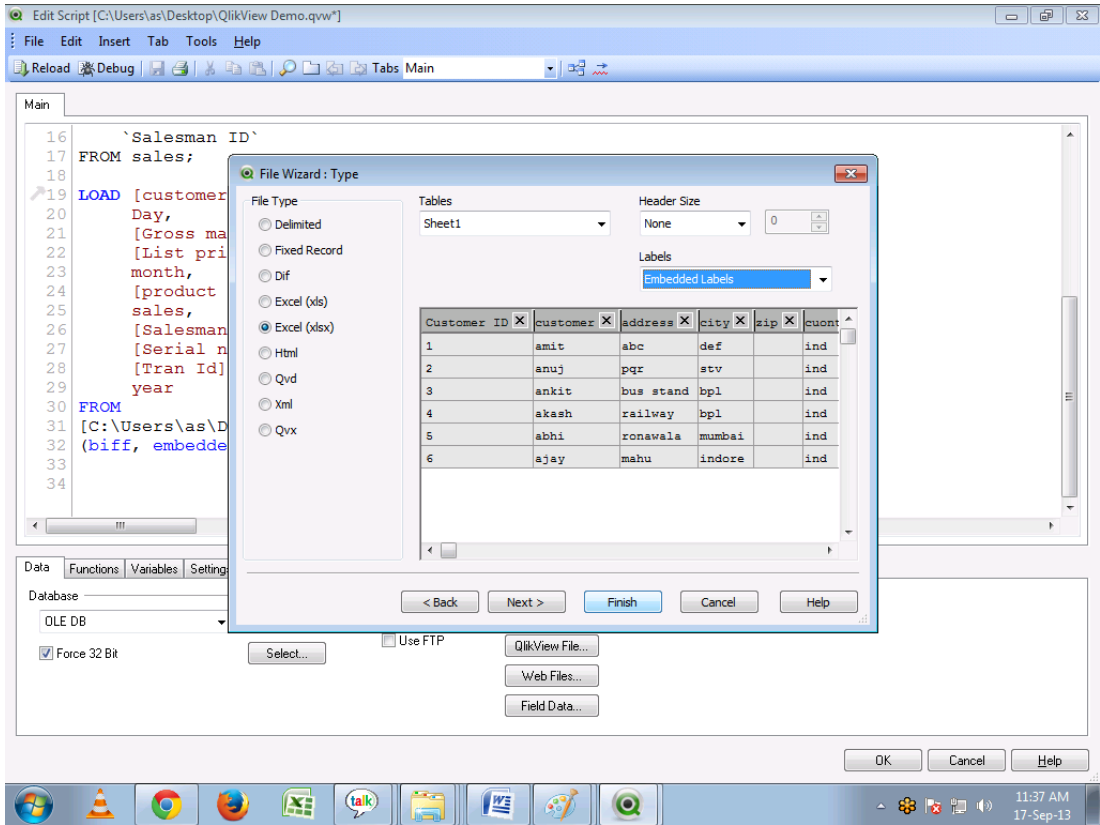 Edit Script [C:\Users\as\Desktop\QlikView Demo.qvw*]
File Edit Insert Tab Tools Help
Reload Debug Tabs Main
Main
16 `Salesman ID`
17 FROM sales;
18
19 LOAD [customer
20 Day,
21 [Gross ma
22 [List pri
23 month,
24 [product
25 sales,
26 [Salesman
27 [Serial n
28 [Tran Id]
29 year
30 FROM
31 [C:\Users\as\D
32 (biff, embedde
33
34
File Wizard : Type
File Type
Delimited
Fixed Record
Dif
Excel (xls)
Excel (xlsx)
Html
Qvd
Xml
Qvx
Tables
Sheet1
Header Size
None 0
Labels
Embedded Labels
Customer ID customer address city zip cuont
1 amit abc def ind
2 anuj pqr stv ind
3 ankit bus stand bpl ind
4 akash railway bpl ind
5 abhi ronawala mumbai ind
6 ajay mahu indore ind
< Back Next > Finish Cancel Help
Data Functions Variables Setting
Database
OLE DB
Force 32 Bit Select...
Use FTP
QlikView File...
Web Files...
Field Data...
OK Cancel Help
talk
11:37 AM
17-Sep-13